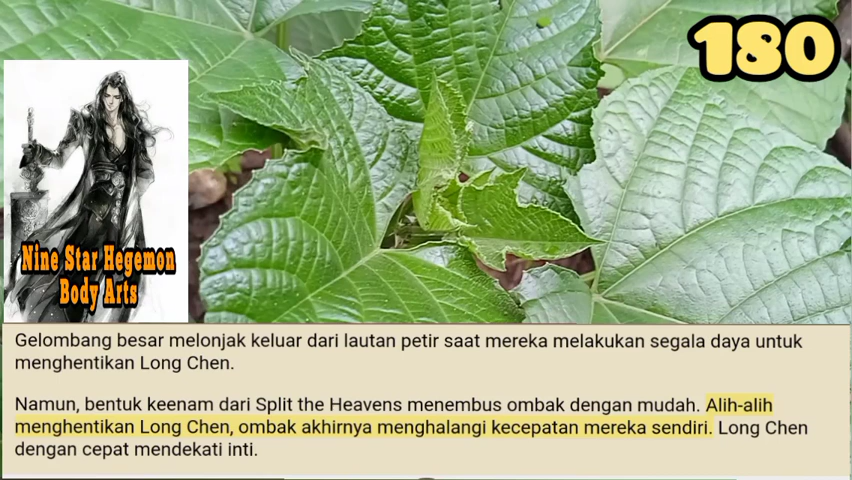 180
Nine Star Hegemon
Body Arts
Gelombang besar melonjak keluar dari lautan petir saat mereka melakukan segala daya untuk
menghentikan Long Chen.
Namun, bentuk keenam dari Split the Heavens menembus ombak dengan mudah. Alih-alih
menghentikan Long Chen, ombak akhirnya menghalangi kecepatan mereka sendiri. Long Chen
dengan cepat mendekati inti.